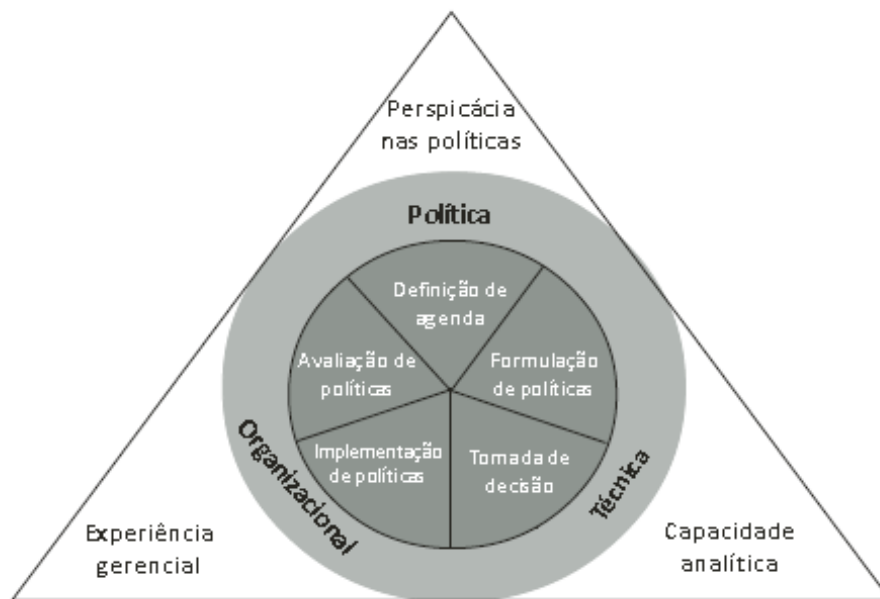 Perspicácia
nas políticas
Política
Definição de
agenda
Avaliação de
políticas
Formulação
de políticas
Implementação
de políticas
Tomada de
decisão
Organizacional
Técnica
Experiência
gerencial
Capacidade
analítica